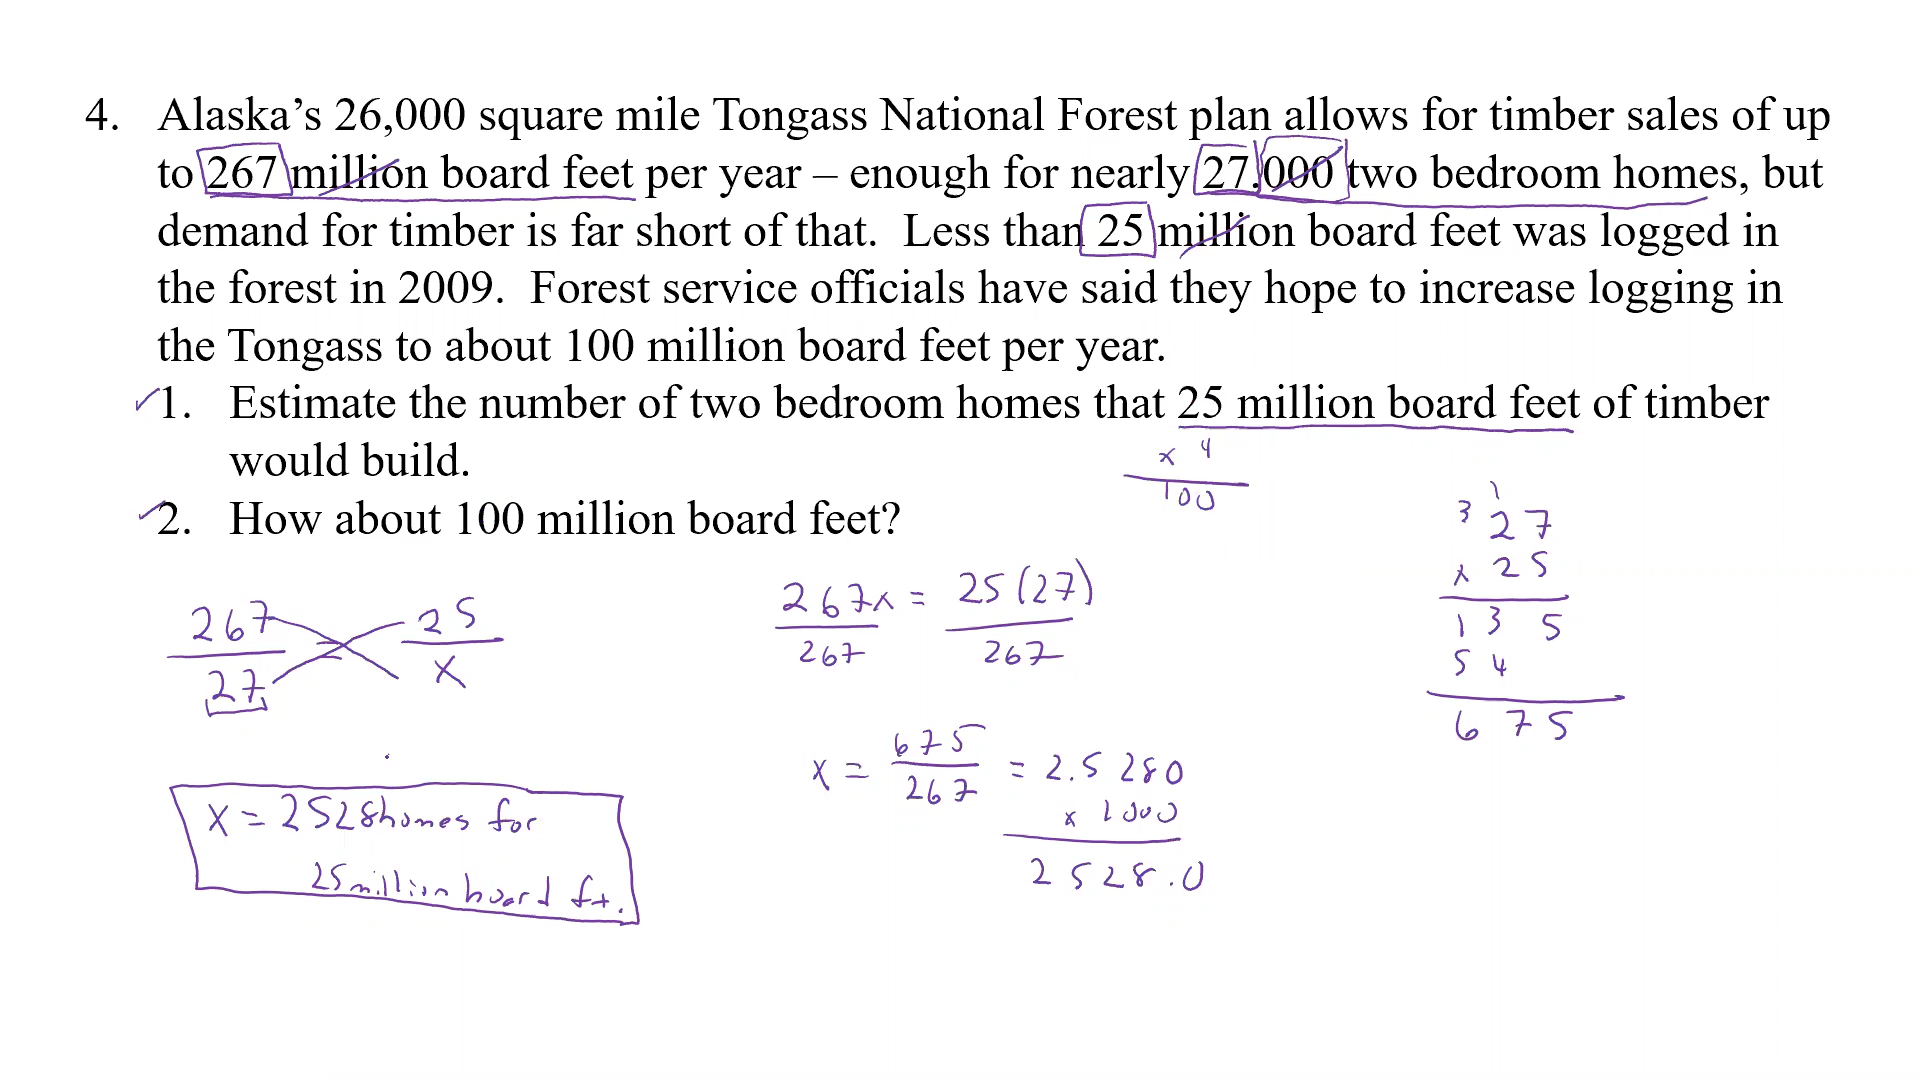 4. Alaska’s 26,000 square mile Tongass National Forest plan allows for timber sales of up
to 267 million board feet per year – enough for nearly 27,000 two bedroom homes, but
demand for timber is far short of that. Less than 25 million board feet was logged in
the forest in 2009. Forest service officials have said they hope to increase logging in
the Tongass to about 100 million board feet per year.
✓1. Estimate the number of two bedroom homes that 25 million board feet of timber
would build.
x 4
100
✓2. How about 100 million board feet?
267 = 25
27 x
267x = 25(27)
267 267
1
3 27
x 25
135
54
675
x = 675 = 2.5280
267
x 1000
2528.0
x = 2528 homes for
25 million board ft.